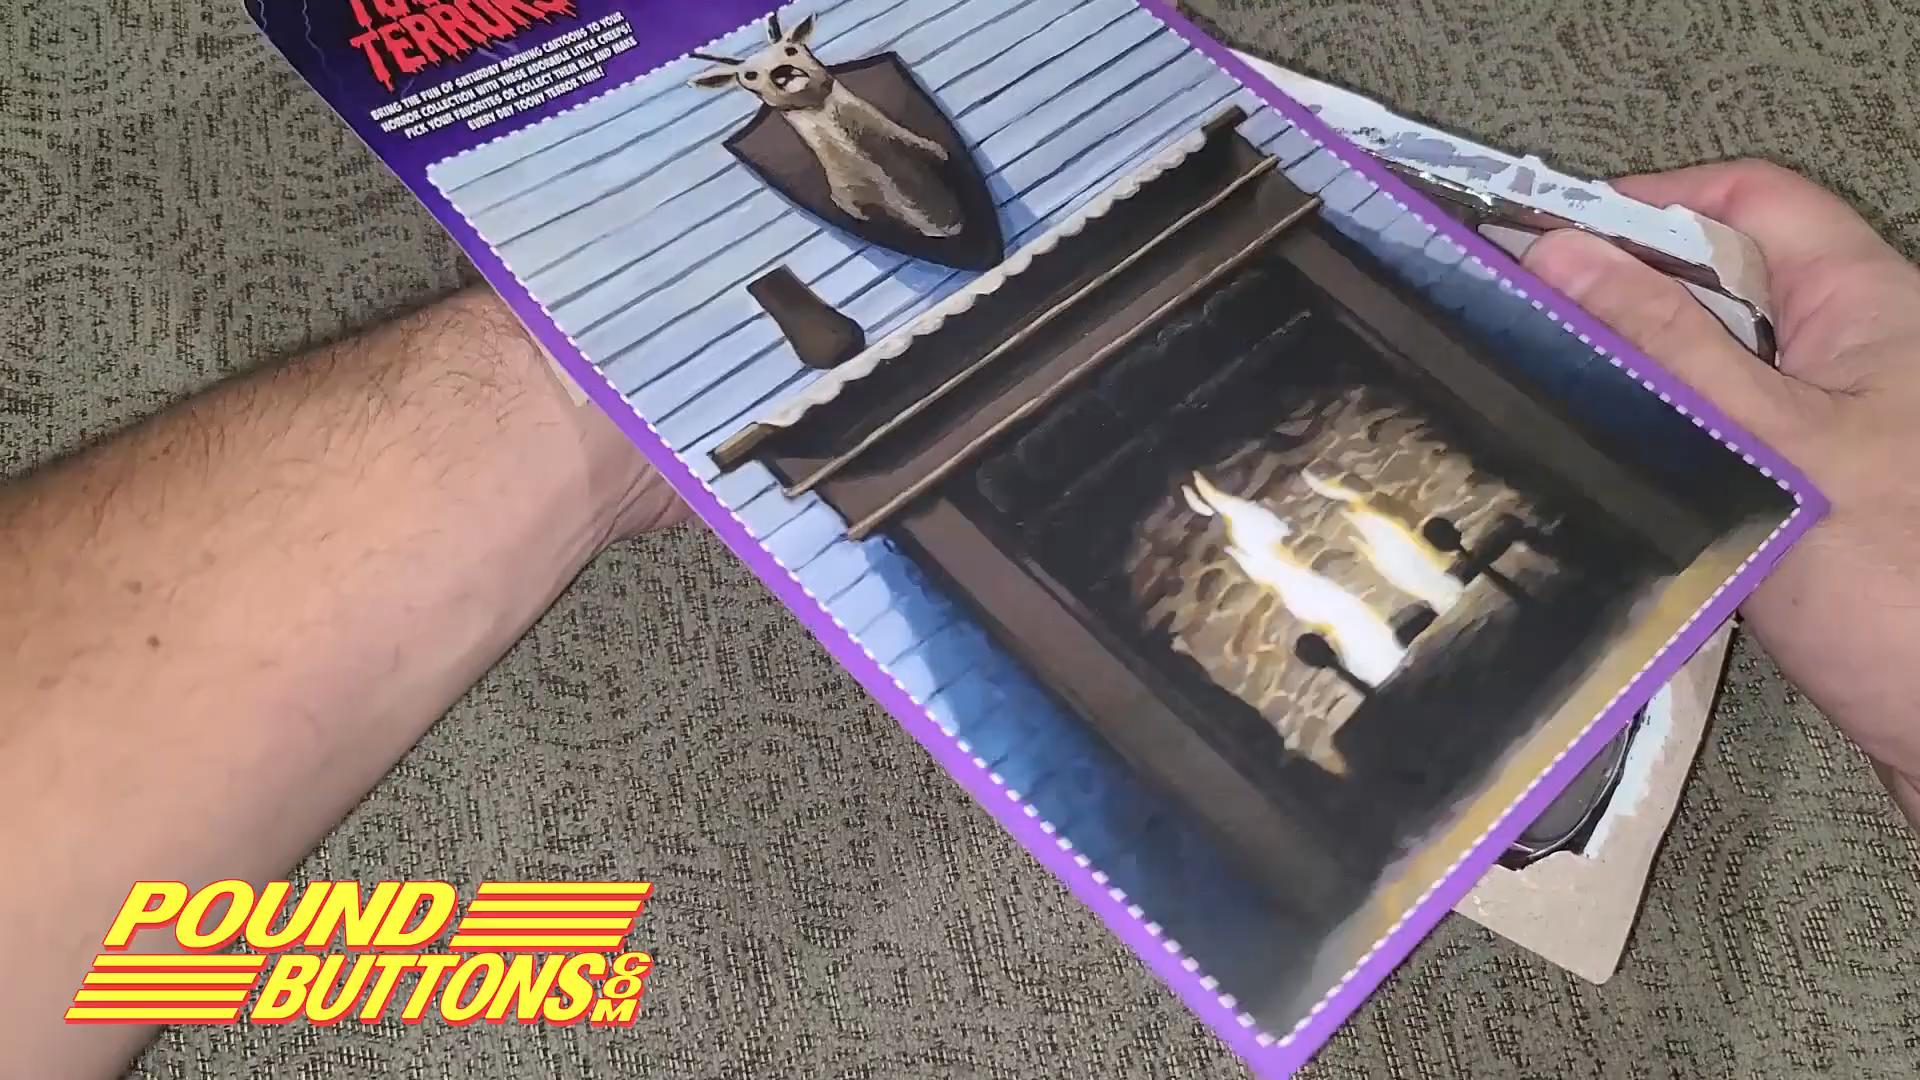 TERRORS
BRING THE FUN OF SATURDAY MORNING CARTOONS TO YOUR
HORROR COLLECTION WITH THESE ADORABLE LITTLE CREEPS!
PICK YOUR FAVORITES OR COLLECT THEM ALL AND MAKE
EVERY DAY TOONY TERROR TIME!
POUND
BUTTONS COM